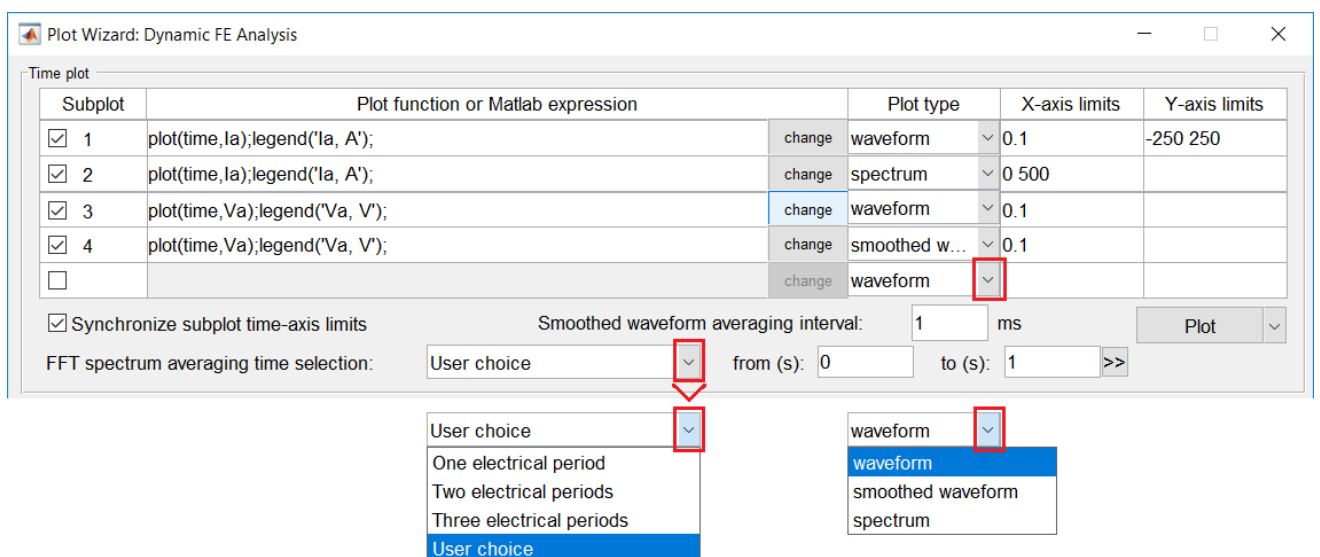 Plot Wizard: Dynamic FE Analysis
Time plot
Subplot Plot function or Matlab expression Plot type X-axis limits Y-axis limits
1 plot(time,Ia);legend('Ia, A'); change waveform 0.1 -250 250
2 plot(time,Ia);legend('Ia, A'); change spectrum 0 500
3 plot(time,Va);legend('Va, V'); change waveform 0.1
4 plot(time,Va);legend('Va, V'); change smoothed w... 0.1
change waveform
Synchronize subplot time-axis limits Smoothed waveform averaging interval: 1 ms Plot
FFT spectrum averaging time selection: User choice from (s): 0 to (s): 1 >>
User choice waveform
One electrical period waveform
Two electrical periods smoothed waveform
Three electrical periods spectrum
User choice